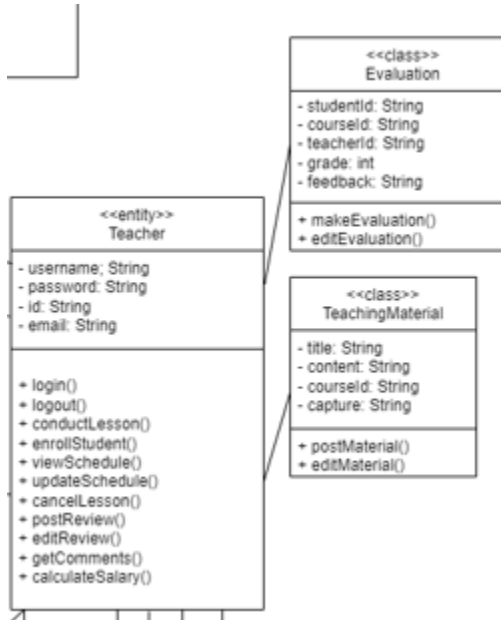 <<class>>
Evaluation
- studentId: String
- courseId: String
- teacherId: String
- grade: int
- feedback: String
+ makeEvaluation()
+ editEvaluation()
<<entity>>
Teacher
- username; String
- password: String
- id: String
- email: String
+ login()
+ logout()
+ conductLesson()
+ enrollStudent()
+ viewSchedule()
+ updateSchedule()
+ cancelLesson()
+ postReview()
+ editReview()
+ getComments()
+ calculateSalary()
<<class>>
TeachingMaterial
- title: String
- content: String
- courseId: String
- capture: String
+ postMaterial()
+ editMaterial()